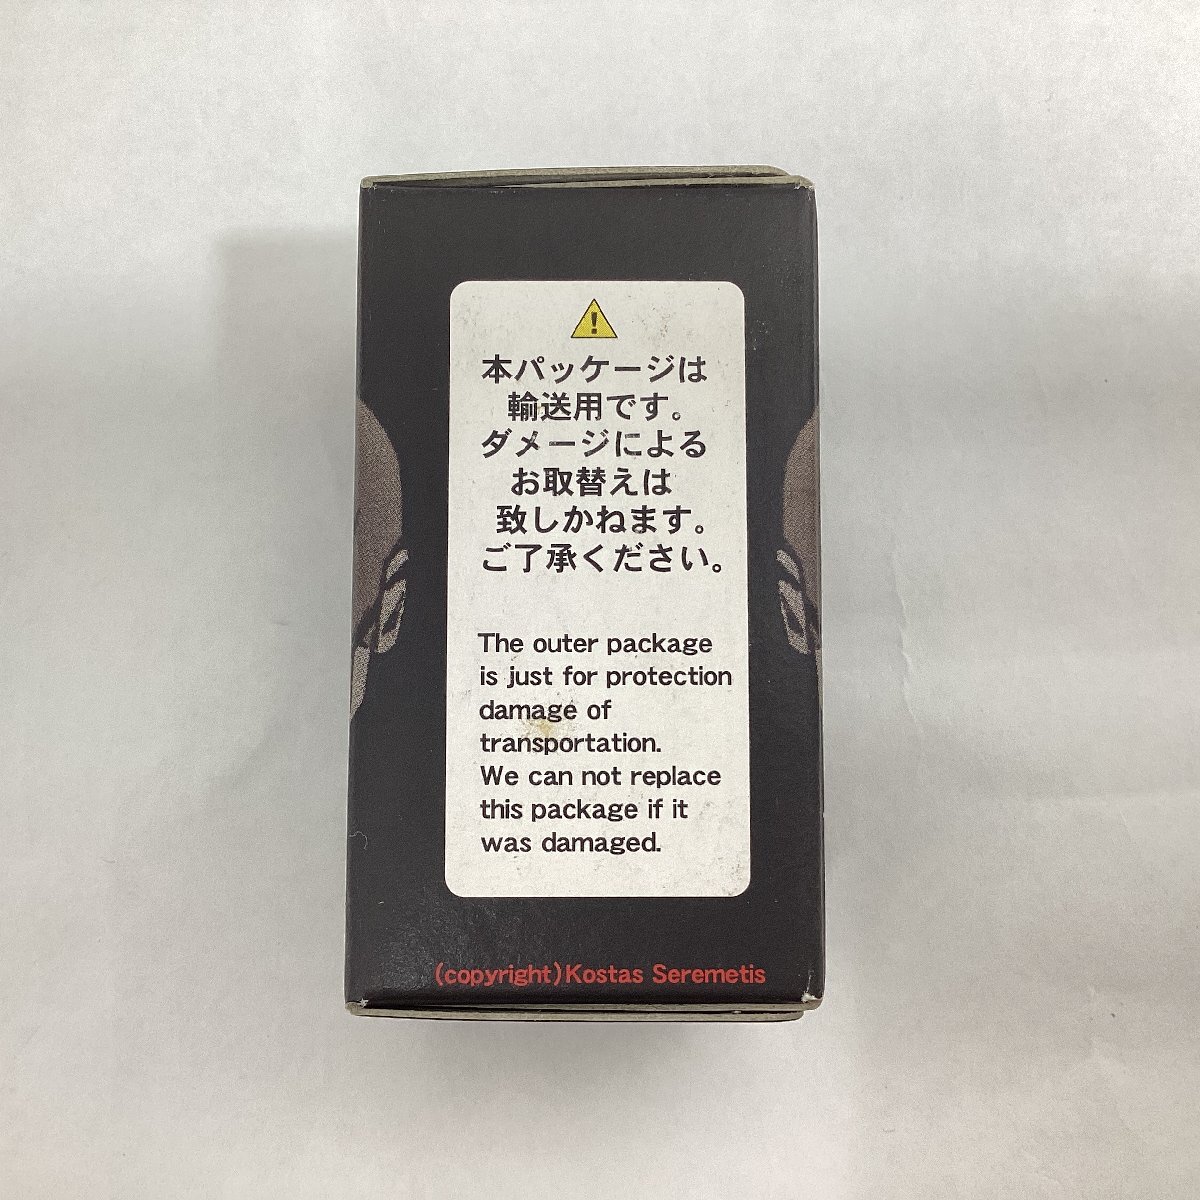 本パッケージは
輸送用です。
ダメージによる
お取替えは
致しかねます。
ご了承ください。
The outer package
is just for protection
damage of
transportation.
We can not replace
this package if it
was damaged.
(copyright)Kostas Seremetis